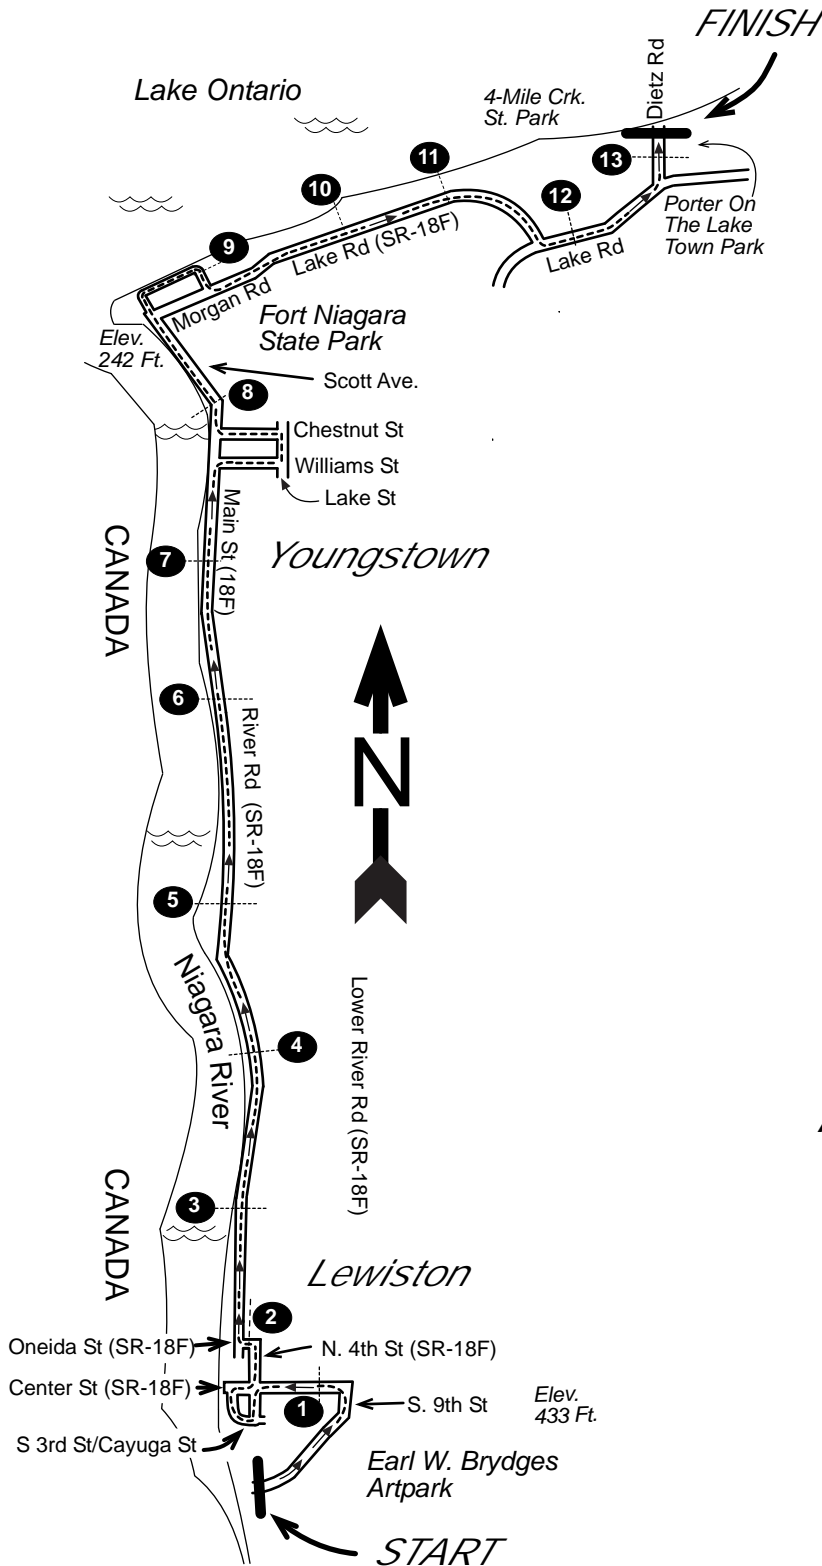 FINISH
Dietz Rd
Lake Ontario
4-Mile Crk.
St. Park
11
13
10
12
Porter On
The Lake
Town Park
9
Lake Rd (SR-18F)
Lake Rd
Morgan Rd
Fort Niagara
State Park
Elev.
242 Ft.
Scott Ave.
8
Chestnut St
Williams St
Lake St
Main St (18F)
CANADA
7
Youngstown
6
River Rd (SR-18F)
N
5
Niagara River
Lower River Rd (SR-18F)
4
CANADA
3
Lewiston
2
Oneida St (SR-18F)
N. 4th St (SR-18F)
Center St (SR-18F)
1
S. 9th St
Elev.
433 Ft.
S 3rd St/Cayuga St
Earl W. Brydges
Artpark
START